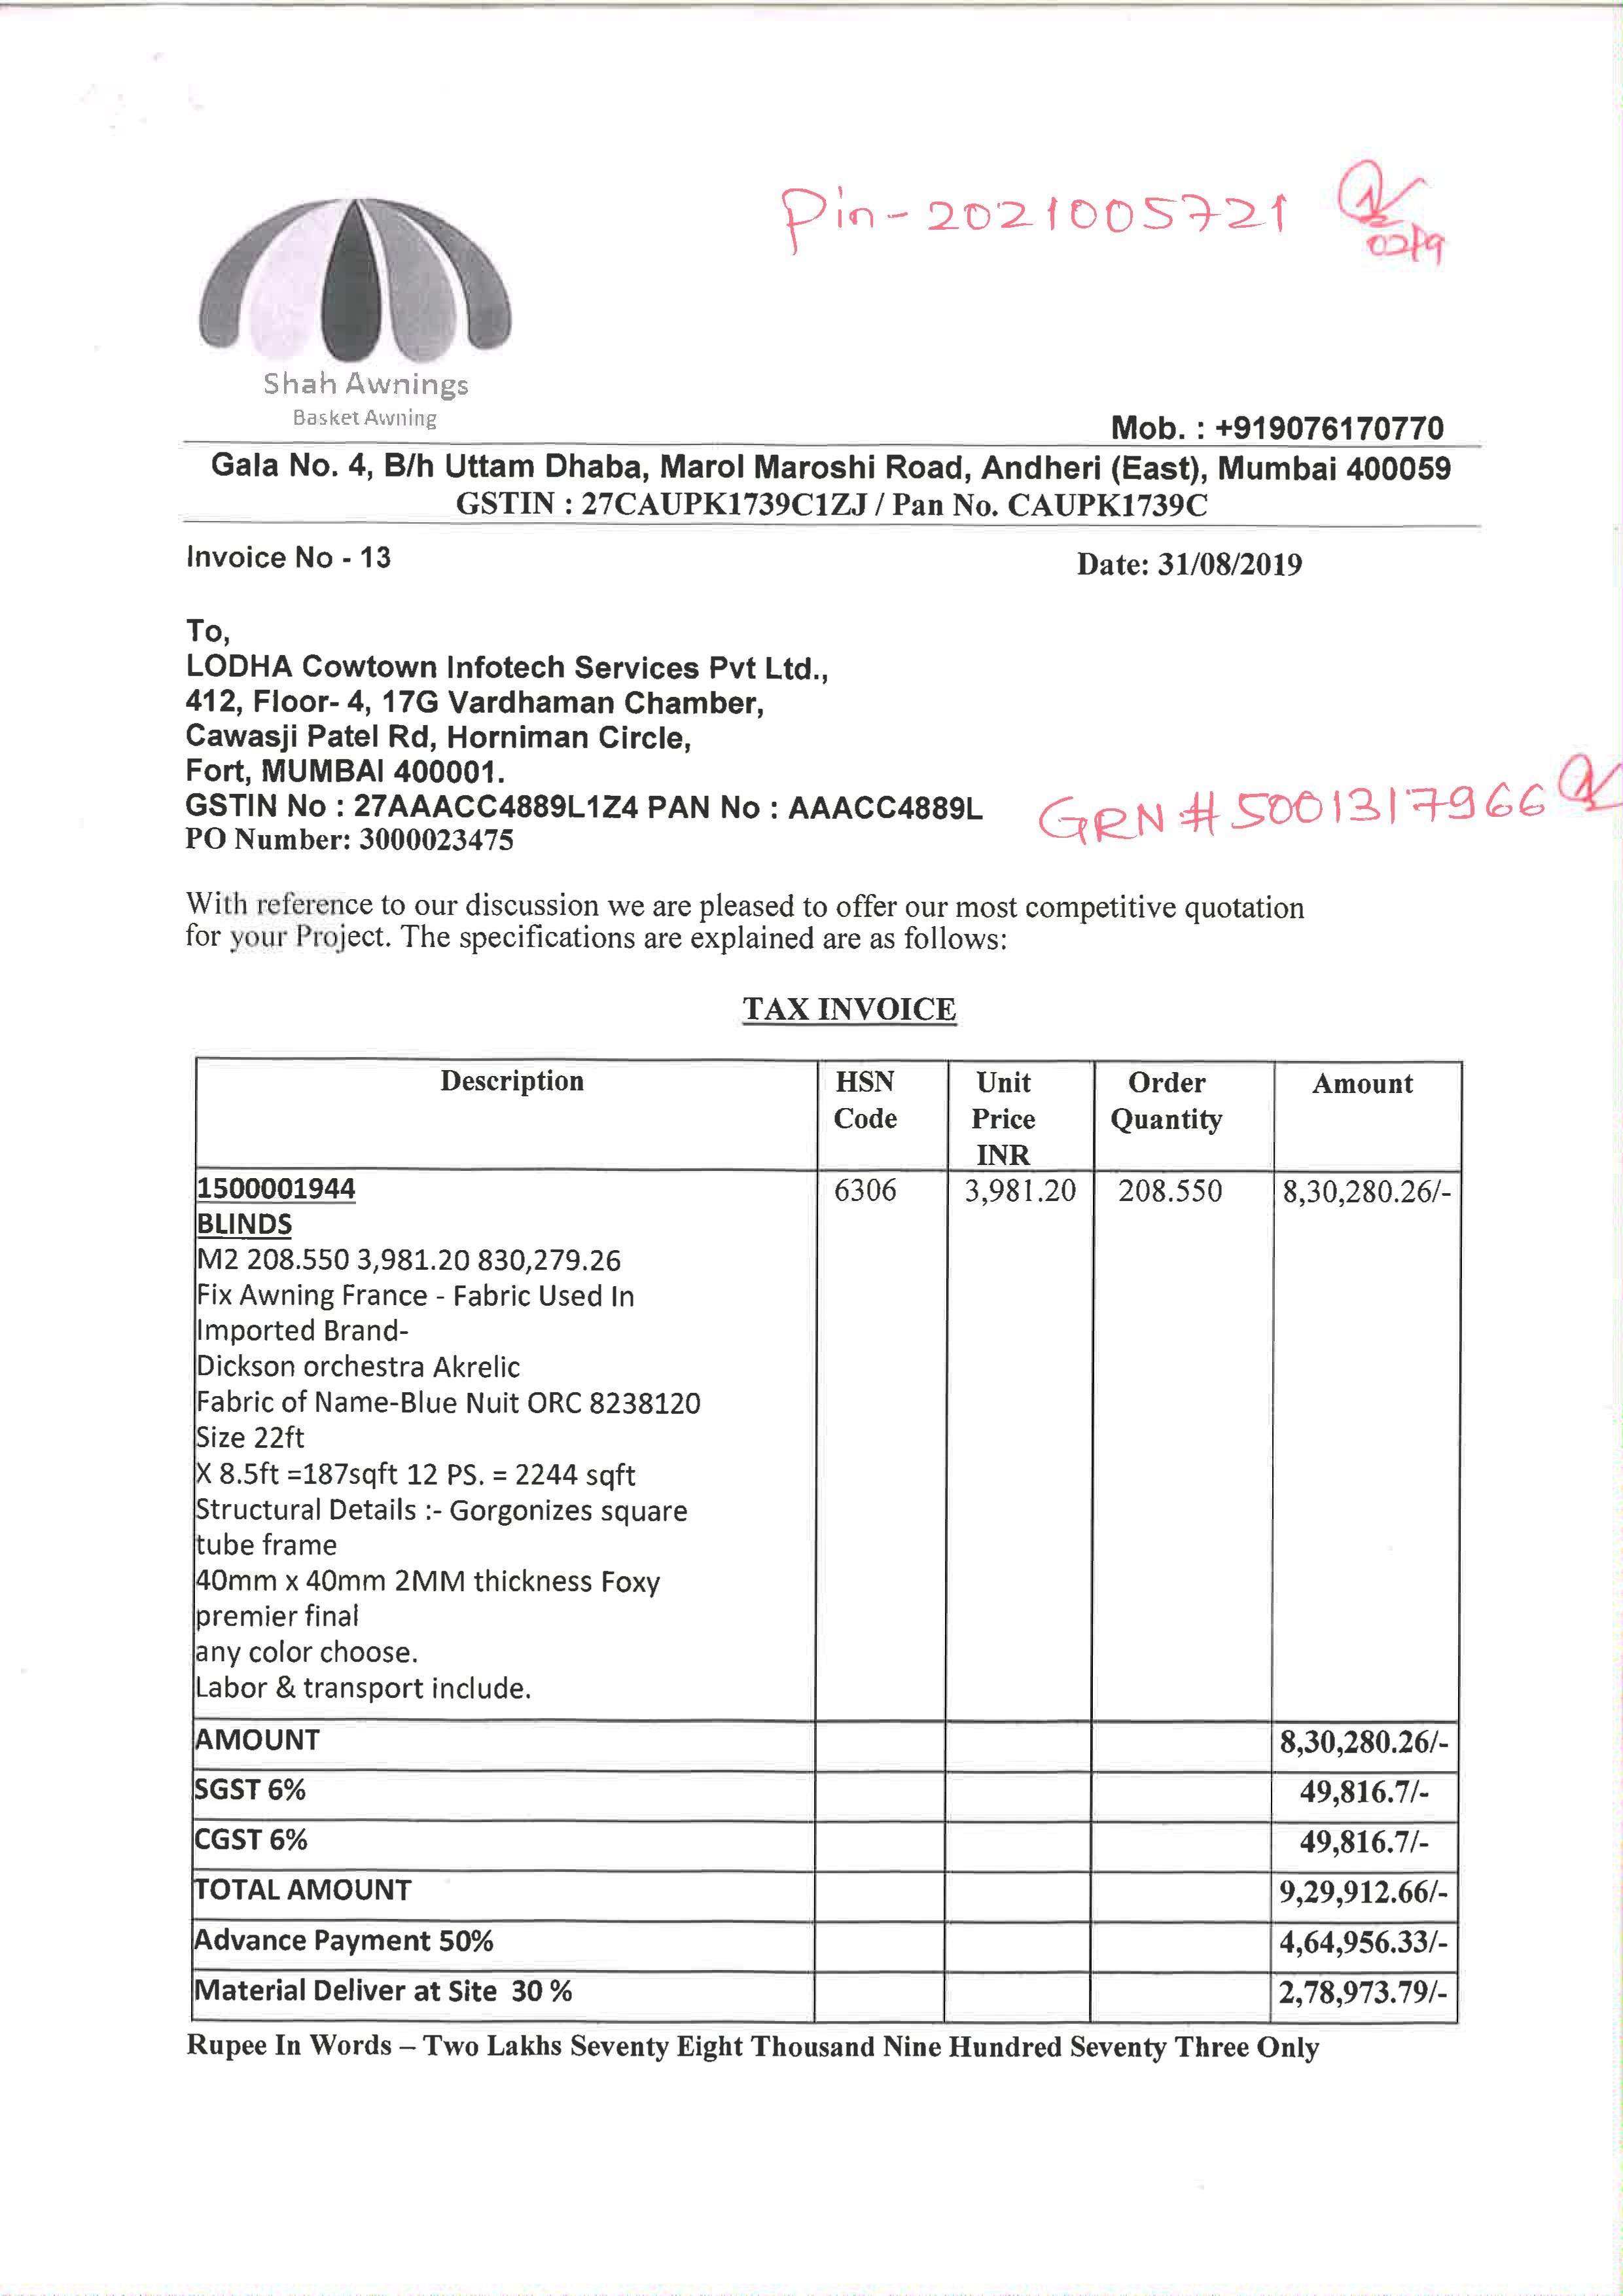 Pin-2021005721
02/9
Shah Awnings
Basket Awning
Mob. : +919076170770
Gala No. 4, B/h Uttam Dhaba, Marol Maroshi Road, Andheri (East), Mumbai 400059
GSTIN : 27CAUPK1739C1ZJ / Pan No. CAUPK1739C
Invoice No - 13 Date: 31/08/2019
To,
LODHA Cowtown Infotech Services Pvt Ltd.,
412, Floor- 4, 17G Vardhaman Chamber,
Cawasji Patel Rd, Horniman Circle,
Fort, MUMBAI 400001.
GSTIN No : 27AAACC4889L1Z4 PAN No : AAACC4889L
GRN # 5001317966
PO Number: 3000023475
With reference to our discussion we are pleased to offer our most competitive quotation
for your Project. The specifications are explained are as follows:
TAX INVOICE
Description HSN Code Unit Price INR Order Quantity Amount
1500001944 6306 3,981.20 208.550 8,30,280.26/-
BLINDS
M2 208.550 3,981.20 830,279.26
Fix Awning France - Fabric Used In
Imported Brand-
Dickson orchestra Akrelic
Fabric of Name-Blue Nuit ORC 8238120
Size 22ft
X 8.5ft =187sqft 12 PS. = 2244 sqft
Structural Details :- Gorgonizes square
tube frame
40mm x 40mm 2MM thickness Foxy
premier final
any color choose.
Labor & transport include.
AMOUNT 8,30,280.26/-
SGST 6% 49,816.7/-
CGST 6% 49,816.7/-
TOTAL AMOUNT 9,29,912.66/-
Advance Payment 50% 4,64,956.33/-
Material Deliver at Site 30 % 2,78,973.79/-
Rupee In Words – Two Lakhs Seventy Eight Thousand Nine Hundred Seventy Three Only